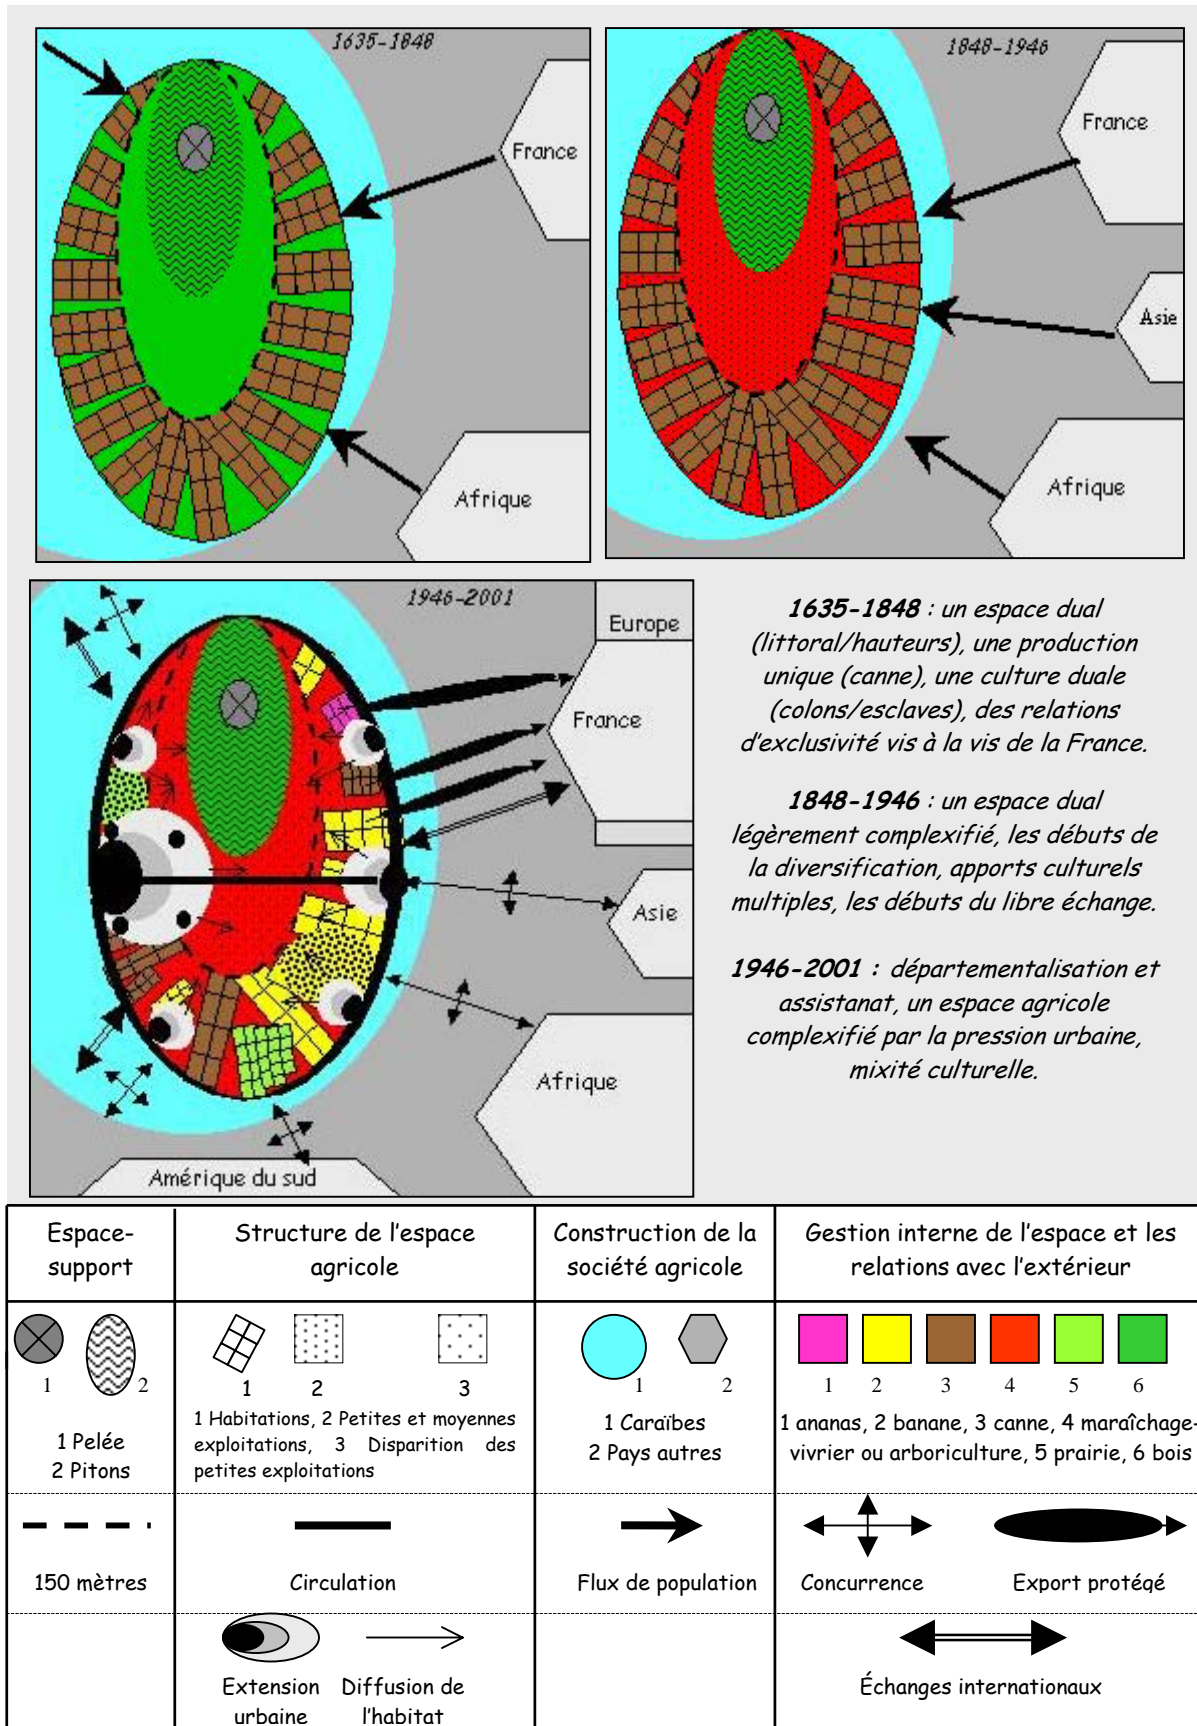 1635-1848
France
Afrique
1848-1946
France
Asie
Afrique
1946-2001
Europe
France
Asie
Afrique
Amérique du sud
1635-1848 : un espace dual
(littoral/hauteurs), une production
unique (canne), une culture duale
(colons/esclaves), des relations
d'exclusivité vis à la vis de la France.
1848-1946 : un espace dual
légèrement complexifié, les débuts de
la diversification, apports culturels
multiples, les débuts du libre échange.
1946-2001 : départementalisation et
assistanat, un espace agricole
complexifié par la pression urbaine,
mixité culturelle.
Espace-
support
Structure de l'espace
agricole
Construction de la
société agricole
Gestion interne de l'espace et les
relations avec l'extérieur
1 2
1 Pelée
2 Pitons
1 2 3
1 Habitations, 2 Petites et moyennes
exploitations, 3 Disparition des
petites exploitations
1 2
1 Caraïbes
2 Pays autres
1 2 3 4 5 6
1 ananas, 2 banane, 3 canne, 4 maraîchage-
vivrier ou arboriculture, 5 prairie, 6 bois
150 mètres
Circulation
Flux de population
Concurrence
Export protégé
Extension
urbaine
Diffusion de
l'habitat
Échanges internationaux